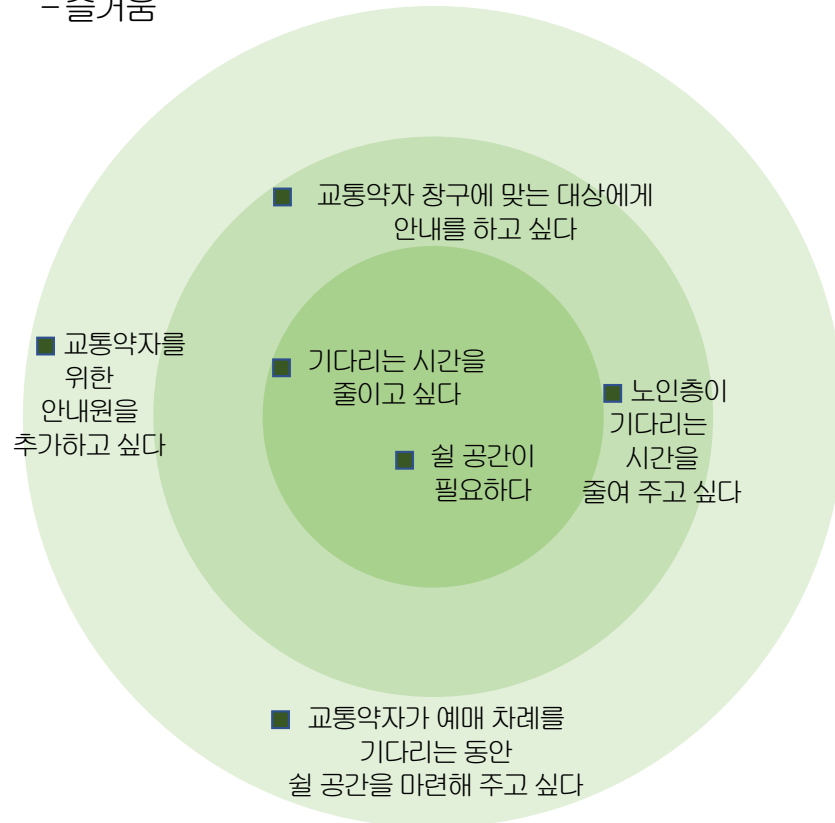 – 즐거움
■ 교통약자 창구에 맞는 대상에게
안내를 하고 싶다
■ 교통약자를
위한
안내원을
추가하고 싶다
■ 기다리는 시간을
줄이고 싶다
■ 쉴 공간이
필요하다
■ 노인층이
기다리는
시간을
줄여 주고 싶다
■ 교통약자가 예매 차례를
기다리는 동안
쉴 공간을 마련해 주고 싶다